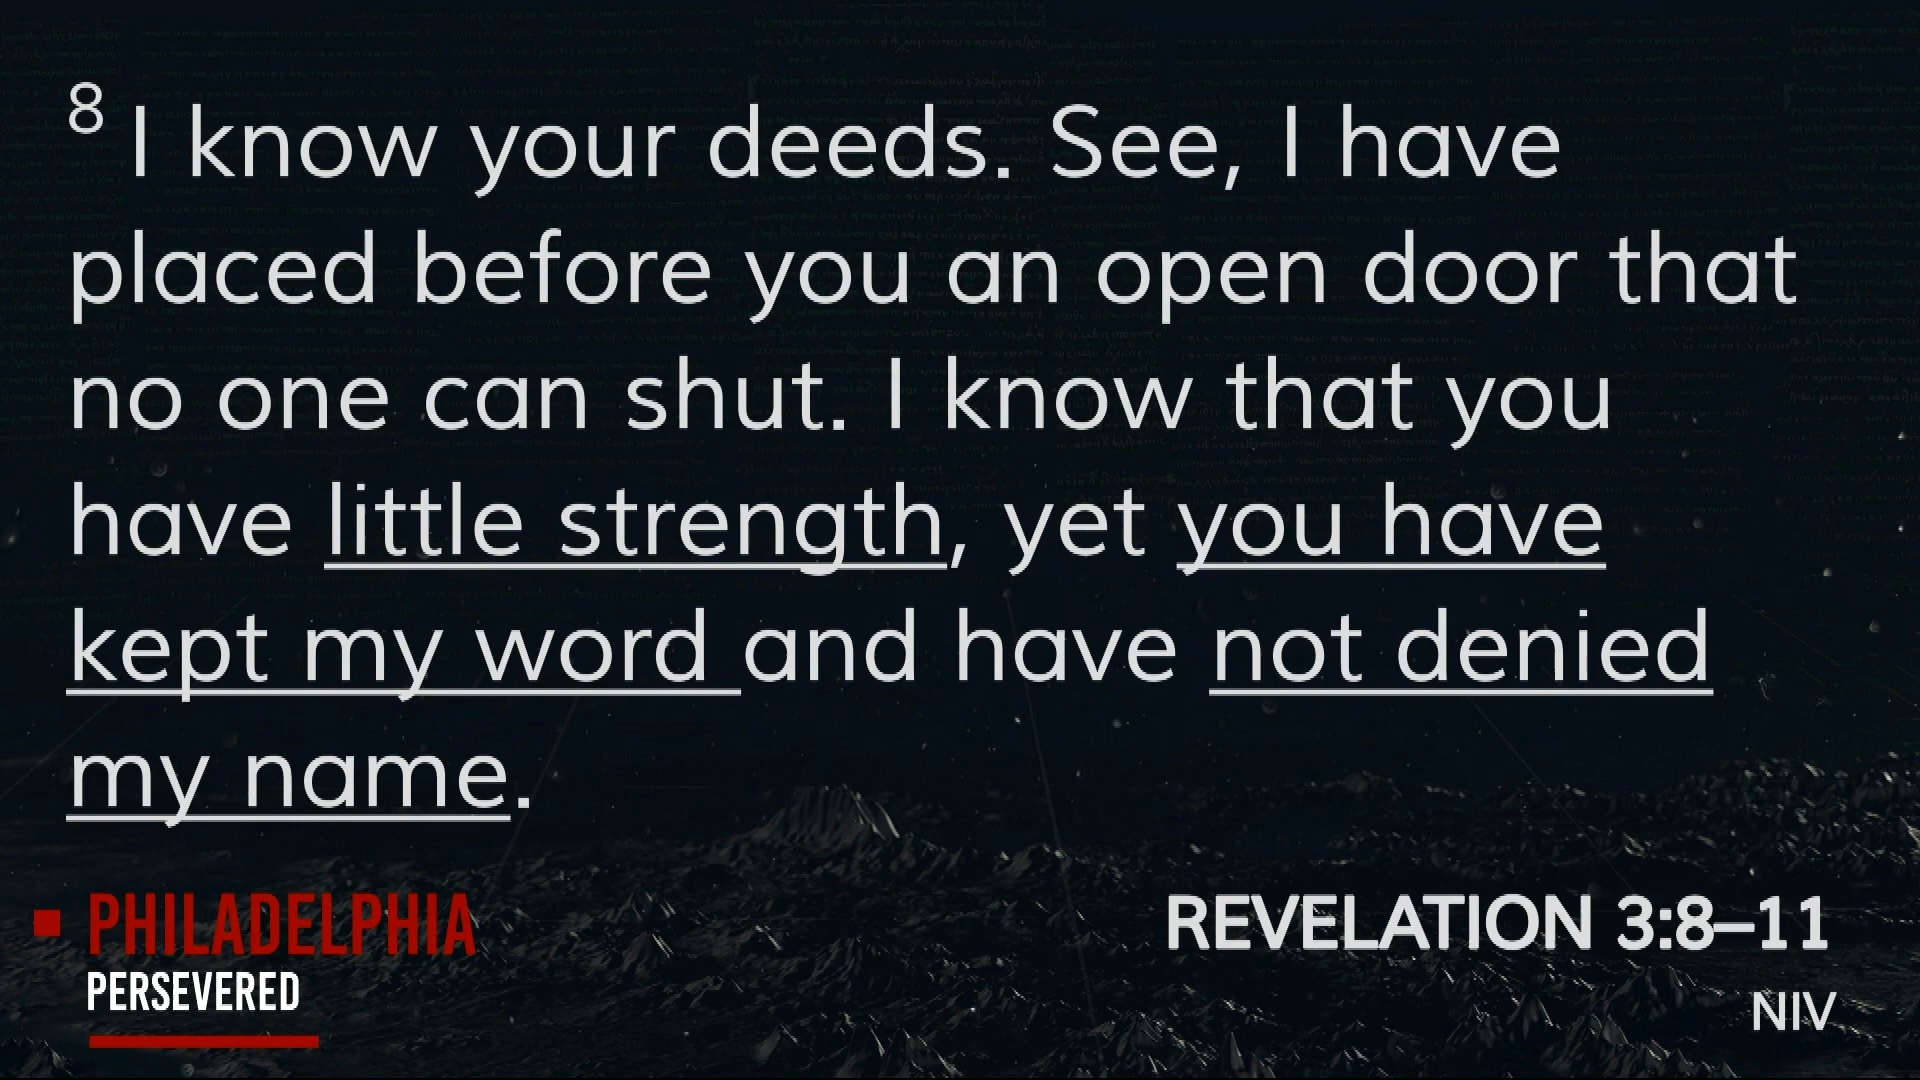 8 I know your deeds. See, I have
placed before you an open door that
no one can shut. I know that you
have little strength, yet you have
kept my word and have not denied
my name.
PHILADELPHIA
PERSEVERED
REVELATION 3:8–11
NIV